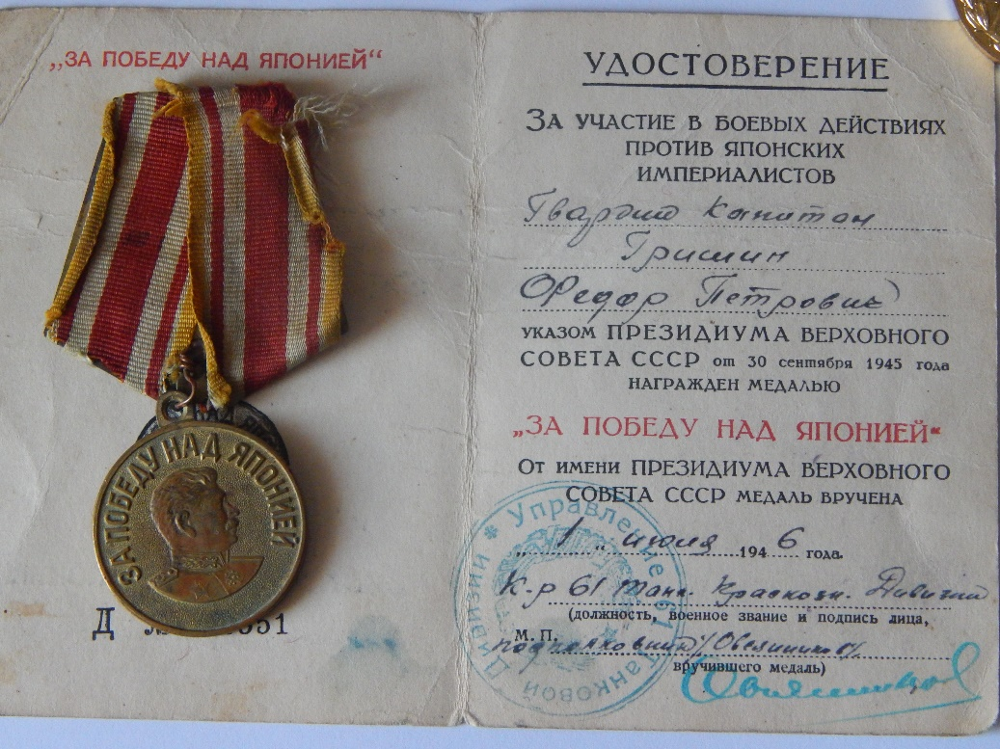 „ЗА ПОБЕДУ НАД ЯПОНИЕЙ“
ЗА ПОБЕДУ НАД ЯПОНИЕЙ
Д № 51
УДОСТОВЕРЕНИЕ
ЗА УЧАСТИЕ В БОЕВЫХ ДЕЙСТВИЯХ
ПРОТИВ ЯПОНСКИХ
ИМПЕРИАЛИСТОВ
Гвардии Капитан
Гришин
Федор Петрович
УКАЗОМ ПРЕЗИДИУМА ВЕРХОВНОГО
СОВЕТА СССР от 30 сентября 1945 года
НАГРАЖДЕН МЕДАЛЬЮ
„ЗА ПОБЕДУ НАД ЯПОНИЕЙ“
ОТ ИМЕНИ ПРЕЗИДИУМА ВЕРХОВНОГО
СОВЕТА СССР МЕДАЛЬ ВРУЧЕНА
„1“ июля 1946 года.
К-р 61 Танк. Краснозн. Дивизии
(должность, военное звание и подпись лица,
М. П. подполковник /Овсянников/
вручившего медаль)
Управление 61 Танковой Дивизии